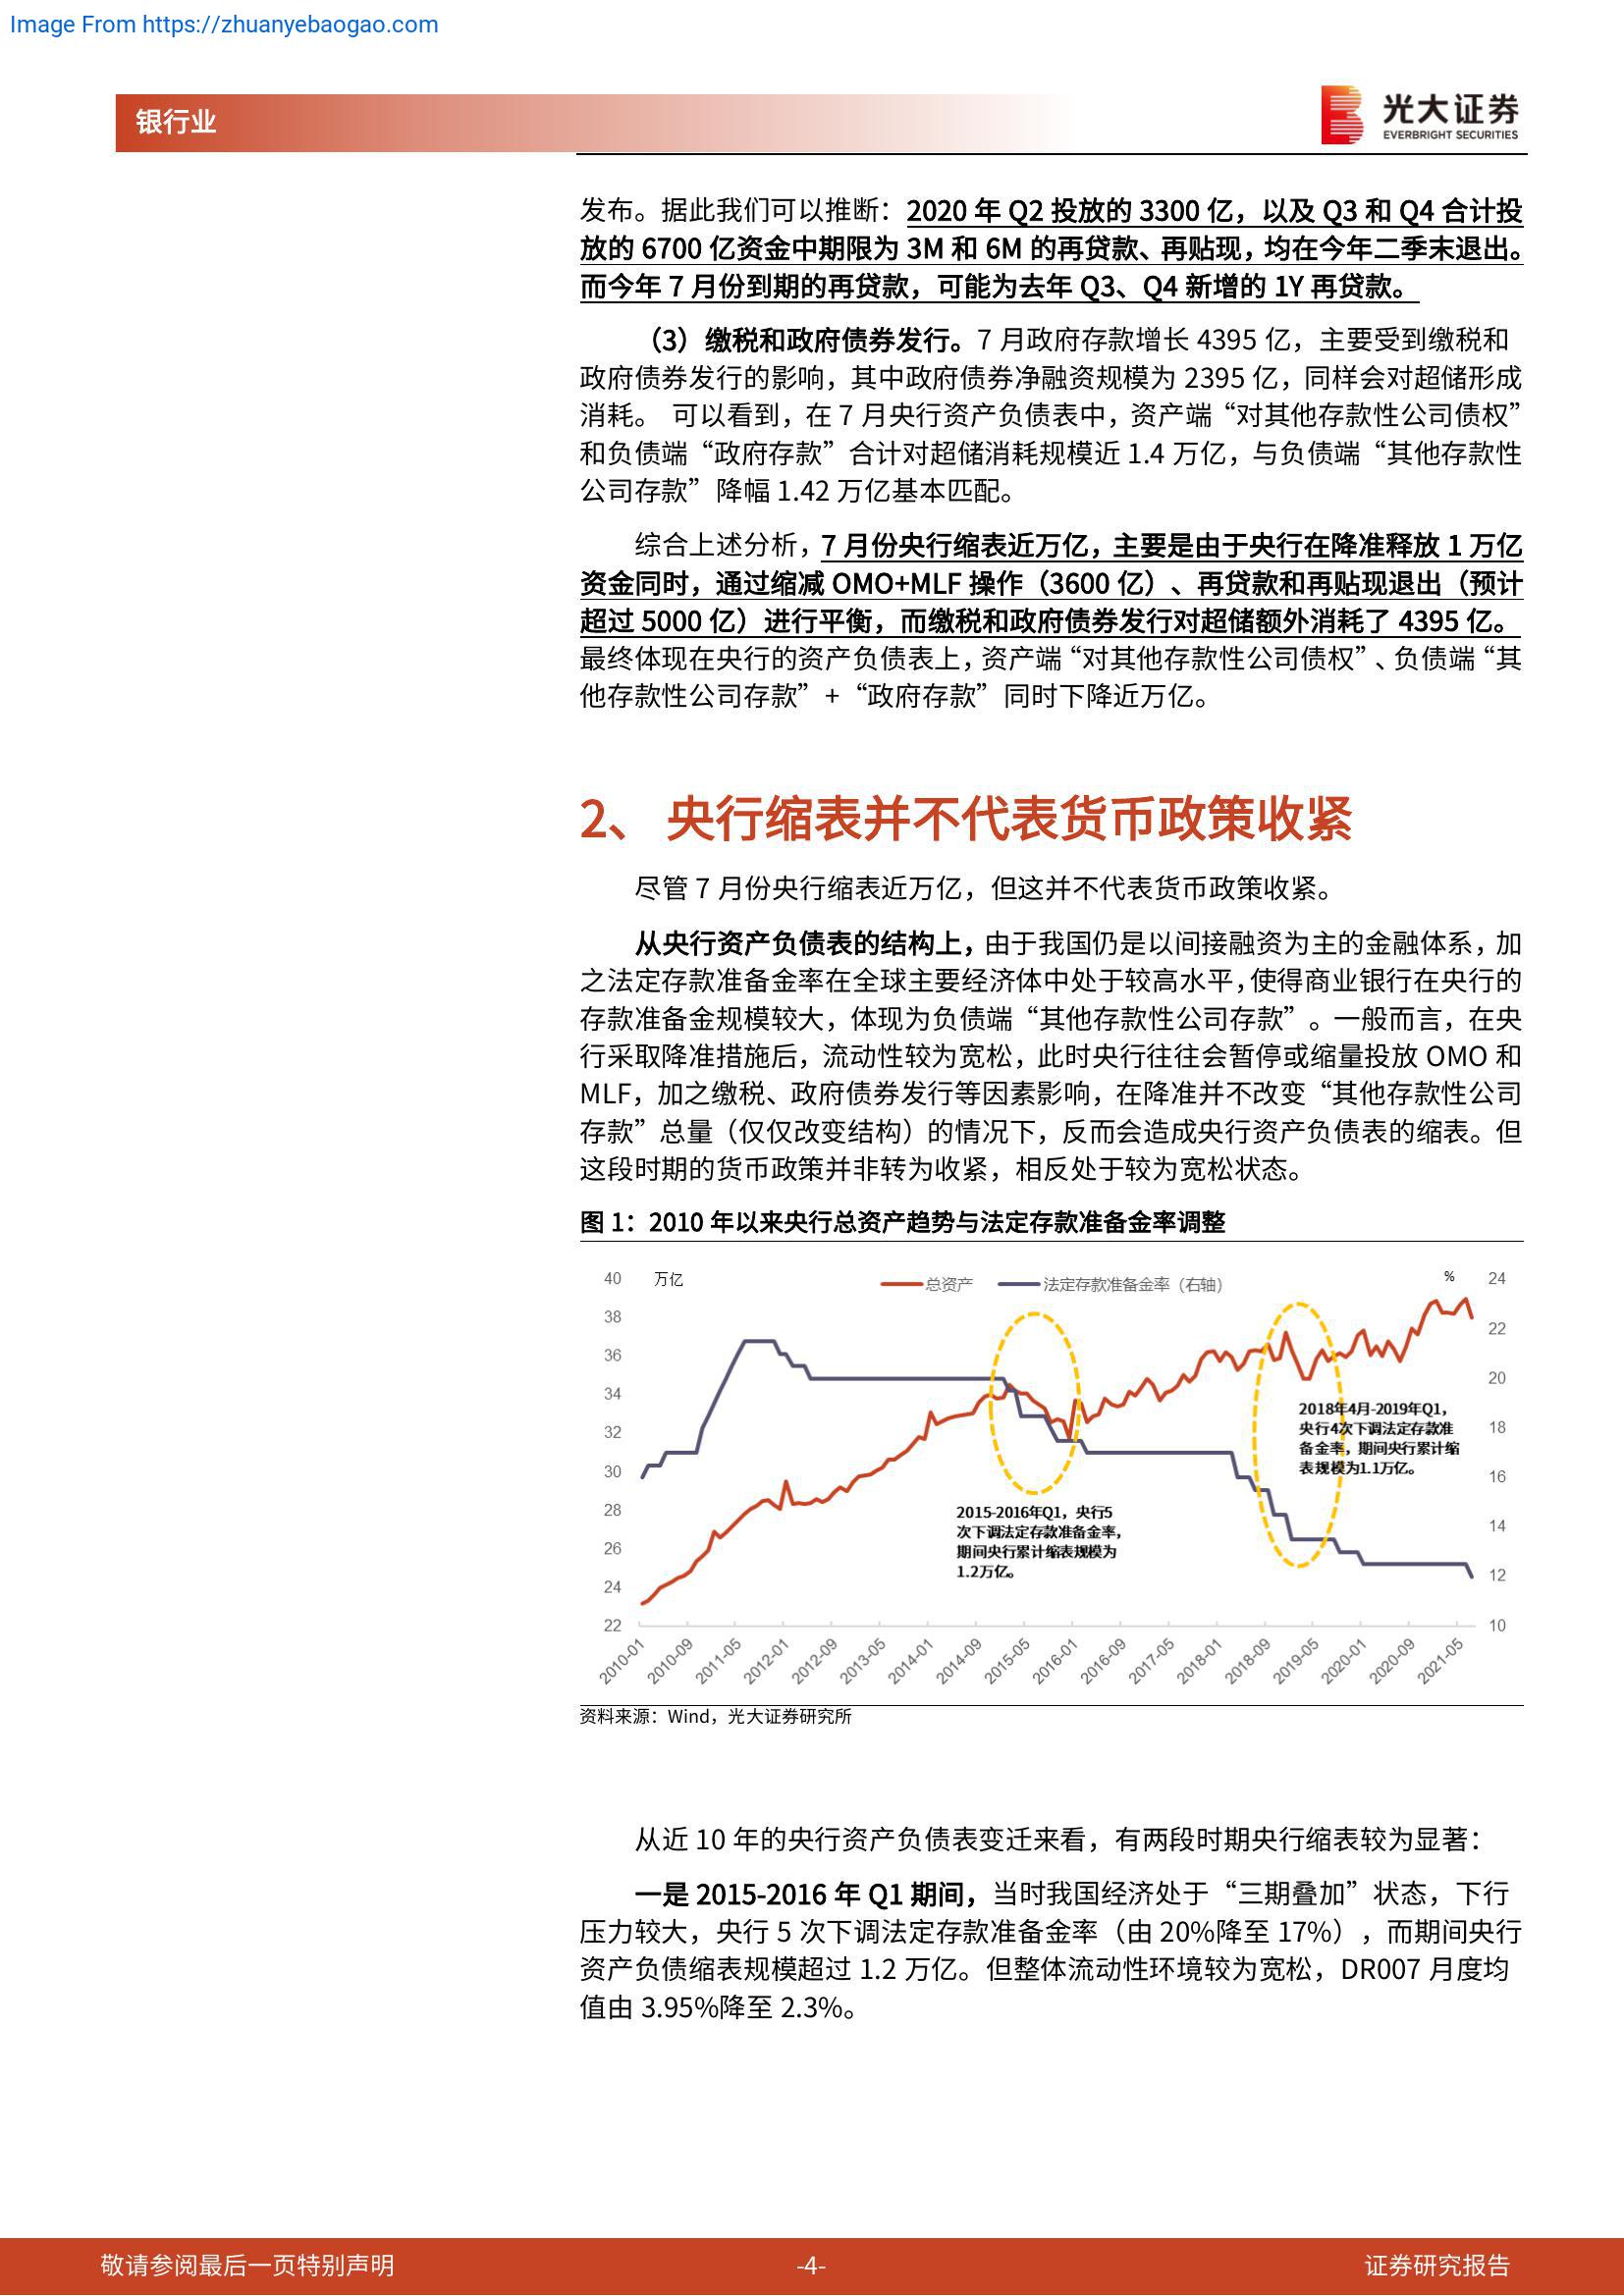 Image From https://zhuanyebaogao.com
银行业
光大证券
EVERBRIGHT SECURITIES
发布。据此我们可以推断：2020 年 Q2 投放的 3300 亿，以及 Q3 和 Q4 合计投
放的 6700 亿资金中期限为 3M 和 6M 的再贷款、再贴现，均在今年二季末退出。
而今年 7 月份到期的再贷款，可能为去年 Q3、Q4 新增的 1Y 再贷款。
（3）缴税和政府债券发行。7 月政府存款增长 4395 亿，主要受到缴税和
政府债券发行的影响，其中政府债券净融资规模为 2395 亿，同样会对超储形成
消耗。 可以看到，在 7 月央行资产负债表中，资产端“对其他存款性公司债权”
和负债端“政府存款”合计对超储消耗规模近 1.4 万亿，与负债端“其他存款性
公司存款”降幅 1.42 万亿基本匹配。
综合上述分析，7 月份央行缩表近万亿，主要是由于央行在降准释放 1 万亿
资金同时，通过缩减 OMO+MLF 操作（3600 亿）、再贷款和再贴现退出（预计
超过 5000 亿）进行平衡，而缴税和政府债券发行对超储额外消耗了 4395 亿。
最终体现在央行的资产负债表上，资产端“对其他存款性公司债权”、负债端“其
他存款性公司存款”+“政府存款”同时下降近万亿。
2、 央行缩表并不代表货币政策收紧
尽管 7 月份央行缩表近万亿，但这并不代表货币政策收紧。
从央行资产负债表的结构上，由于我国仍是以间接融资为主的金融体系，加
之法定存款准备金率在全球主要经济体中处于较高水平，使得商业银行在央行的
存款准备金规模较大，体现为负债端“其他存款性公司存款”。一般而言，在央
行采取降准措施后，流动性较为宽松，此时央行往往会暂停或缩量投放 OMO 和
MLF，加之缴税、政府债券发行等因素影响，在降准并不改变“其他存款性公司
存款”总量（仅仅改变结构）的情况下，反而会造成央行资产负债表的缩表。但
这段时期的货币政策并非转为收紧，相反处于较为宽松状态。
图 1：2010 年以来央行总资产趋势与法定存款准备金率调整
万亿
总资产
法定存款准备金率（右轴）
%
40
38
36
34
32
30
28
26
24
22
24
22
20
18
16
14
12
10
2015-2016年Q1，央行5
次下调法定存款准备金率，
期间央行累计缩表规模为
1.2万亿。
2018年4月-2019年Q1，
央行4次下调法定存款准
备金率，期间央行累计缩
表规模为1.1万亿。
2010-01
2010-09
2011-05
2012-01
2012-09
2013-05
2014-01
2014-09
2015-05
2016-01
2016-09
2017-05
2018-01
2018-09
2019-05
2020-01
2020-09
2021-05
资料来源：Wind，光大证券研究所
从近 10 年的央行资产负债表变迁来看，有两段时期央行缩表较为显著：
一是 2015-2016 年 Q1 期间，当时我国经济处于“三期叠加”状态，下行
压力较大，央行 5 次下调法定存款准备金率（由 20%降至 17%），而期间央行
资产负债缩表规模超过 1.2 万亿。但整体流动性环境较为宽松，DR007 月度均
值由 3.95%降至 2.3%。
敬请参阅最后一页特别声明
-4-
证券研究报告